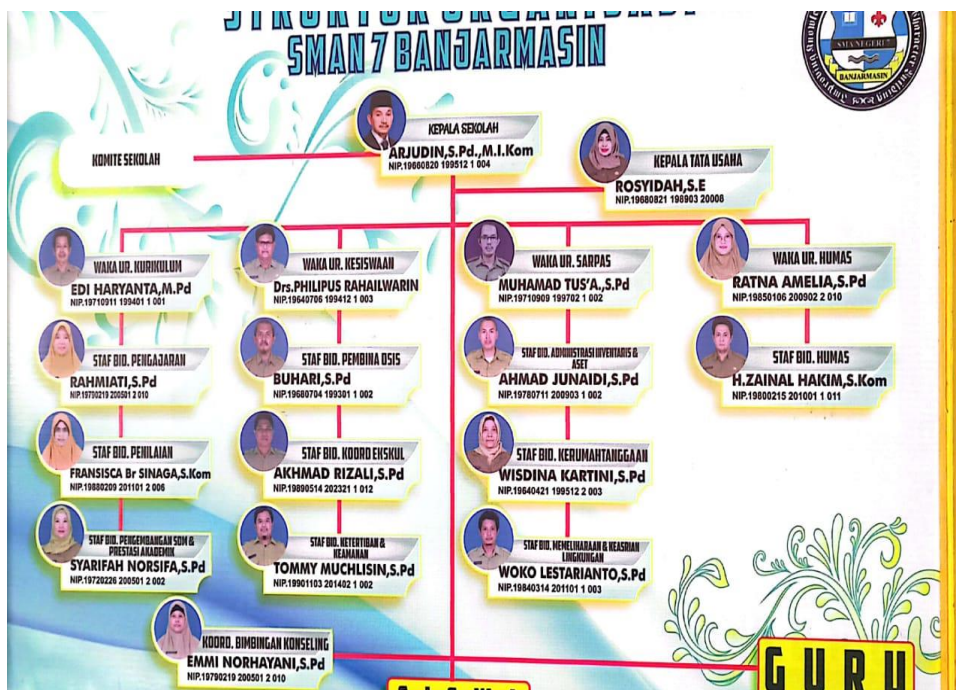 STRUKTUR ORGANISASI
SMAN 7 BANJARMASIN
SMA NEGERI 7
BANJARMASIN
KOMITE SEKOLAH
KEPALA SEKOLAH
ARJUDIN,S.Pd.,M.I.Kom
NIP.19660820 199512 1 004
KEPALA TATA USAHA
ROSYIDAH,S.E
NIP.19680821 198903 20008
WAKA UR. KURIKULUM
EDI HARYANTA,M.Pd
NIP.19710911 199401 1 001
WAKA UR. KESISWAAN
Drs.PHILIPUS RAHAILWARIN
NIP.19640706 199412 1 003
WAKA UR. SARPAS
MUHAMAD TUS'A.,S.Pd
NIP.19710909 199702 1 002
WAKA UR. HUMAS
RATNA AMELIA,S.Pd
NIP.19850106 200902 2 010
STAF BID. PENGAJARAN
RAHMIATI,S.Pd
NIP.19790219 200501 2 010
STAF BID. PEMBINA OSIS
BUHARI,S.Pd
NIP.19680704 199301 1 002
STAF BID. ADMINISTRASI INVENTARIS &
ASET
AHMAD JUNAIDI,S.Pd
NIP.19780711 200903 1 002
STAF BID. HUMAS
H.ZAINAL HAKIM,S.Kom
NIP.19800215 201001 1 011
STAF BID. PENILAIAN
FRANSISCA Br SINAGA,S.Kom
NIP.19880209 201101 2 006
STAF BID. KOORD EKSKUL
AKHMAD RIZALI,S.Pd
NIP.19890514 202321 1 012
STAF BID. KERUMAHTANGGAAN
WISDINA KARTINI,S.Pd
NIP.19640421 199512 2 003
STAF BID. PENGEMBANGAN SDM &
PRESTASI AKADEMIK
SYARIFAH NORSIFA,S.Pd
NIP.19720226 200501 2 002
STAF BID. KETERTIBAN &
KEAMANAN
TOMMY MUCHLISIN,S.Pd
NIP.19901103 201402 1 002
STAF BID. MEMELIHARAAN & KEASRIAN
LINGKUNGAN
WOKO LESTARIANTO,S.Pd
NIP.19840314 201101 1 003
KOORD. BIMBINGAN KONSELING
EMMI NORHAYANI,S.Pd
NIP.19790219 200501 2 010
GURU